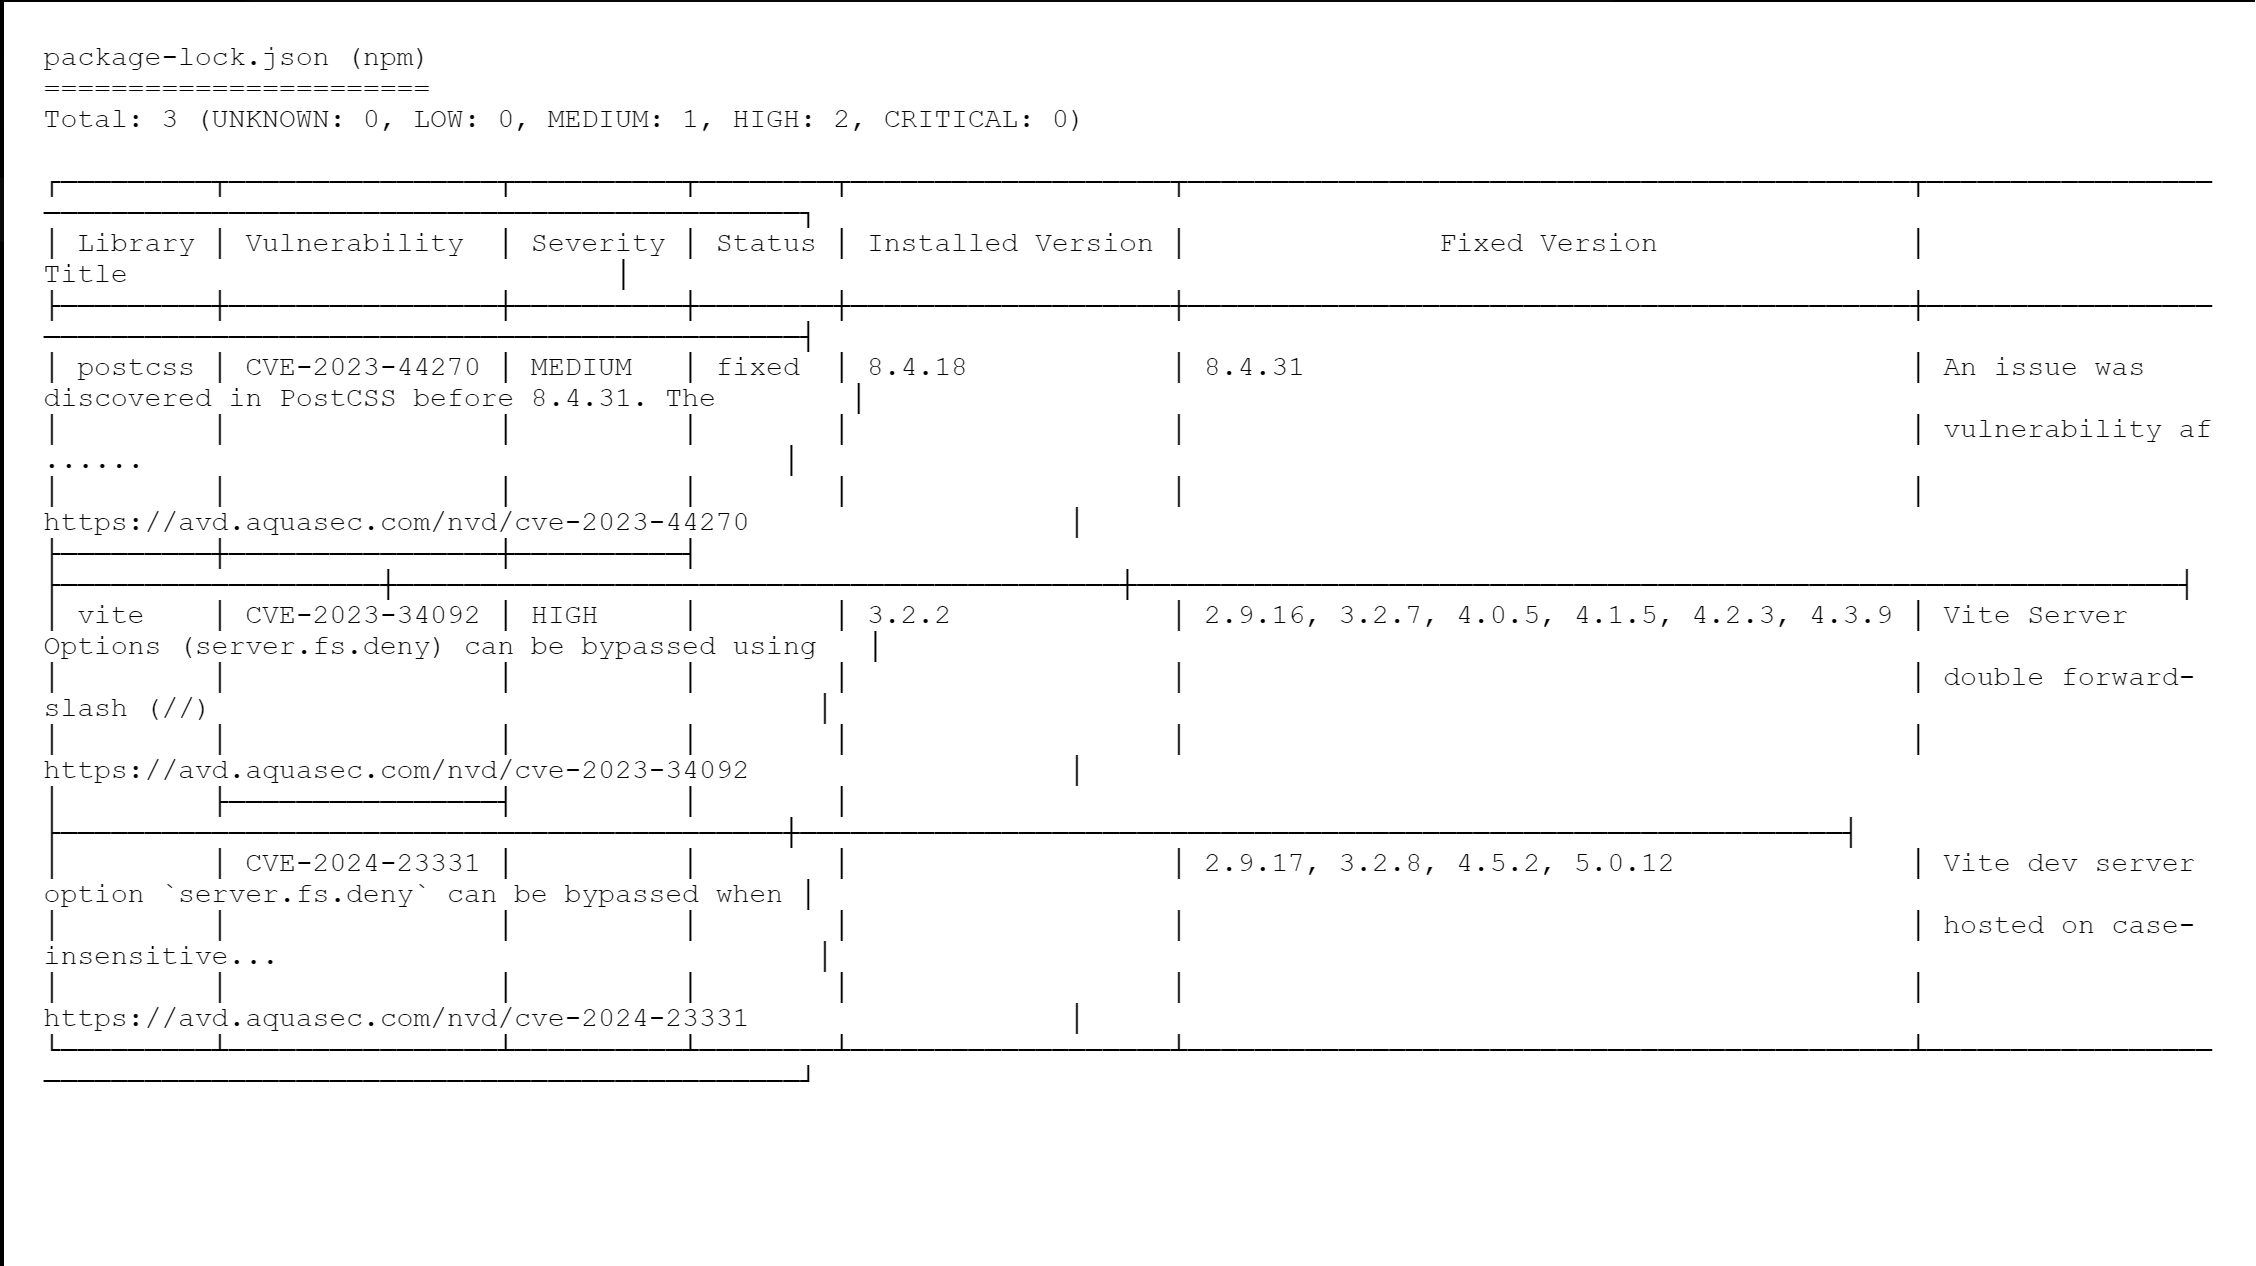 package-lock.json (npm)
=======================
Total: 3 (UNKNOWN: 0, LOW: 0, MEDIUM: 1, HIGH: 2, CRITICAL: 0)
│ Library │ Vulnerability │ Severity │ Status │ Installed Version │ Fixed Version │
Title │
│ postcss │ CVE-2023-44270 │ MEDIUM │ fixed │ 8.4.18 │ 8.4.31 │ An issue was
discovered in PostCSS before 8.4.31. The │
│ │ │ │ │ │ │ vulnerability af
...... │
│ │ │ │ │ │ │
https://avd.aquasec.com/nvd/cve-2023-44270 │
│ vite │ CVE-2023-34092 │ HIGH │ │ 3.2.2 │ 2.9.16, 3.2.7, 4.0.5, 4.1.5, 4.2.3, 4.3.9 │ Vite Server
Options (server.fs.deny) can be bypassed using │
│ │ │ │ │ │ │ double forward-
slash (//) │
│ │ │ │ │ │ │
https://avd.aquasec.com/nvd/cve-2023-34092 │
│ │ CVE-2024-23331 │ │ │ │ 2.9.17, 3.2.8, 4.5.2, 5.0.12 │ Vite dev server
option `server.fs.deny` can be bypassed when │
│ │ │ │ │ │ │ hosted on case-
insensitive... │
│ │ │ │ │ │ │
https://avd.aquasec.com/nvd/cve-2024-23331 │